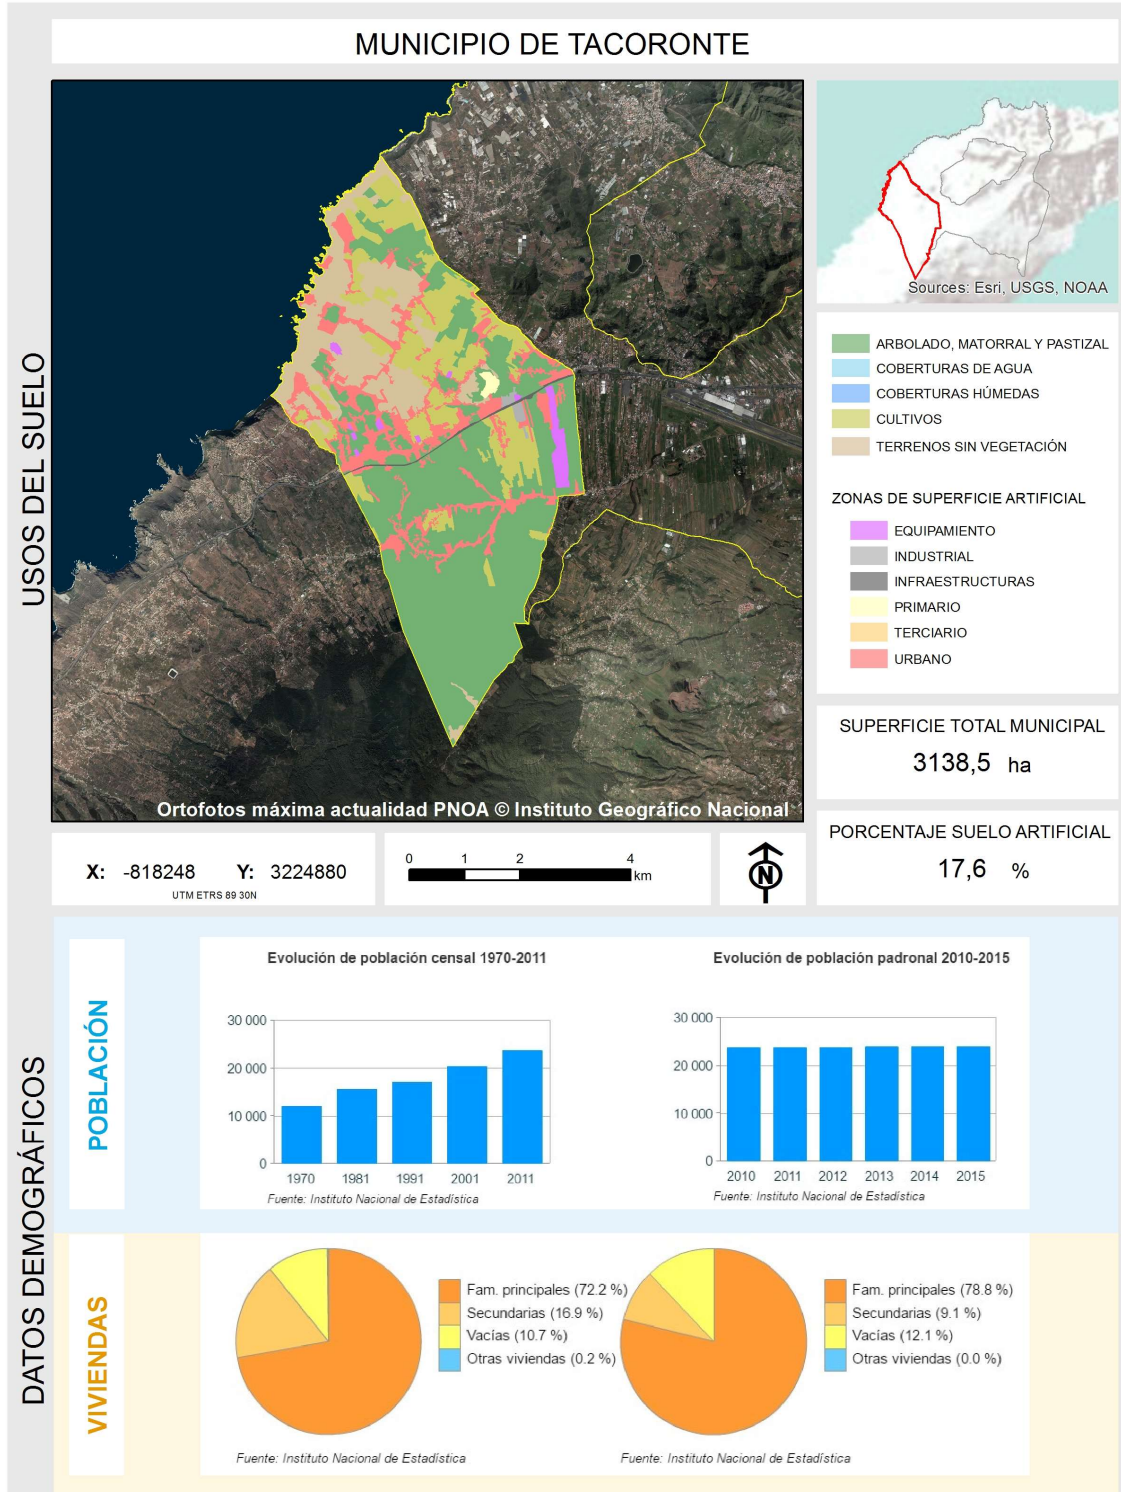 MUNICIPIO DE TACORONTE
USOS DEL SUELO
Sources: Esri, USGS, NOAA
ARBOLADO, MATORRAL Y PASTIZAL
COBERTURAS DE AGUA
COBERTURAS HÚMEDAS
CULTIVOS
TERRENOS SIN VEGETACIÓN
ZONAS DE SUPERFICIE ARTIFICIAL
EQUIPAMIENTO
INDUSTRIAL
INFRAESTRUCTURAS
PRIMARIO
TERCIARIO
URBANO
SUPERFICIE TOTAL MUNICIPAL
3138,5 ha
Ortofotos máxima actualidad PNOA © Instituto Geográfico Nacional
PORCENTAJE SUELO ARTIFICIAL
17,6 %
X: -818248 Y: 3224880
UTM ETRS 89 30N
0 1 2 4
km
N
DATOS DEMOGRÁFICOS
POBLACIÓN
Evolución de población censal 1970-2011
30 000
20 000
10 000
0
1970 1981 1991 2001 2011
Fuente: Instituto Nacional de Estadística
Evolución de población padronal 2010-2015
30 000
20 000
10 000
0
2010 2011 2012 2013 2014 2015
Fuente: Instituto Nacional de Estadística
VIVIENDAS
Fam. principales (72.2 %)
Secundarias (16.9 %)
Vacías (10.7 %)
Otras viviendas (0.2 %)
Fuente: Instituto Nacional de Estadística
Fam. principales (78.8 %)
Secundarias (9.1 %)
Vacías (12.1 %)
Otras viviendas (0.0 %)
Fuente: Instituto Nacional de Estadística